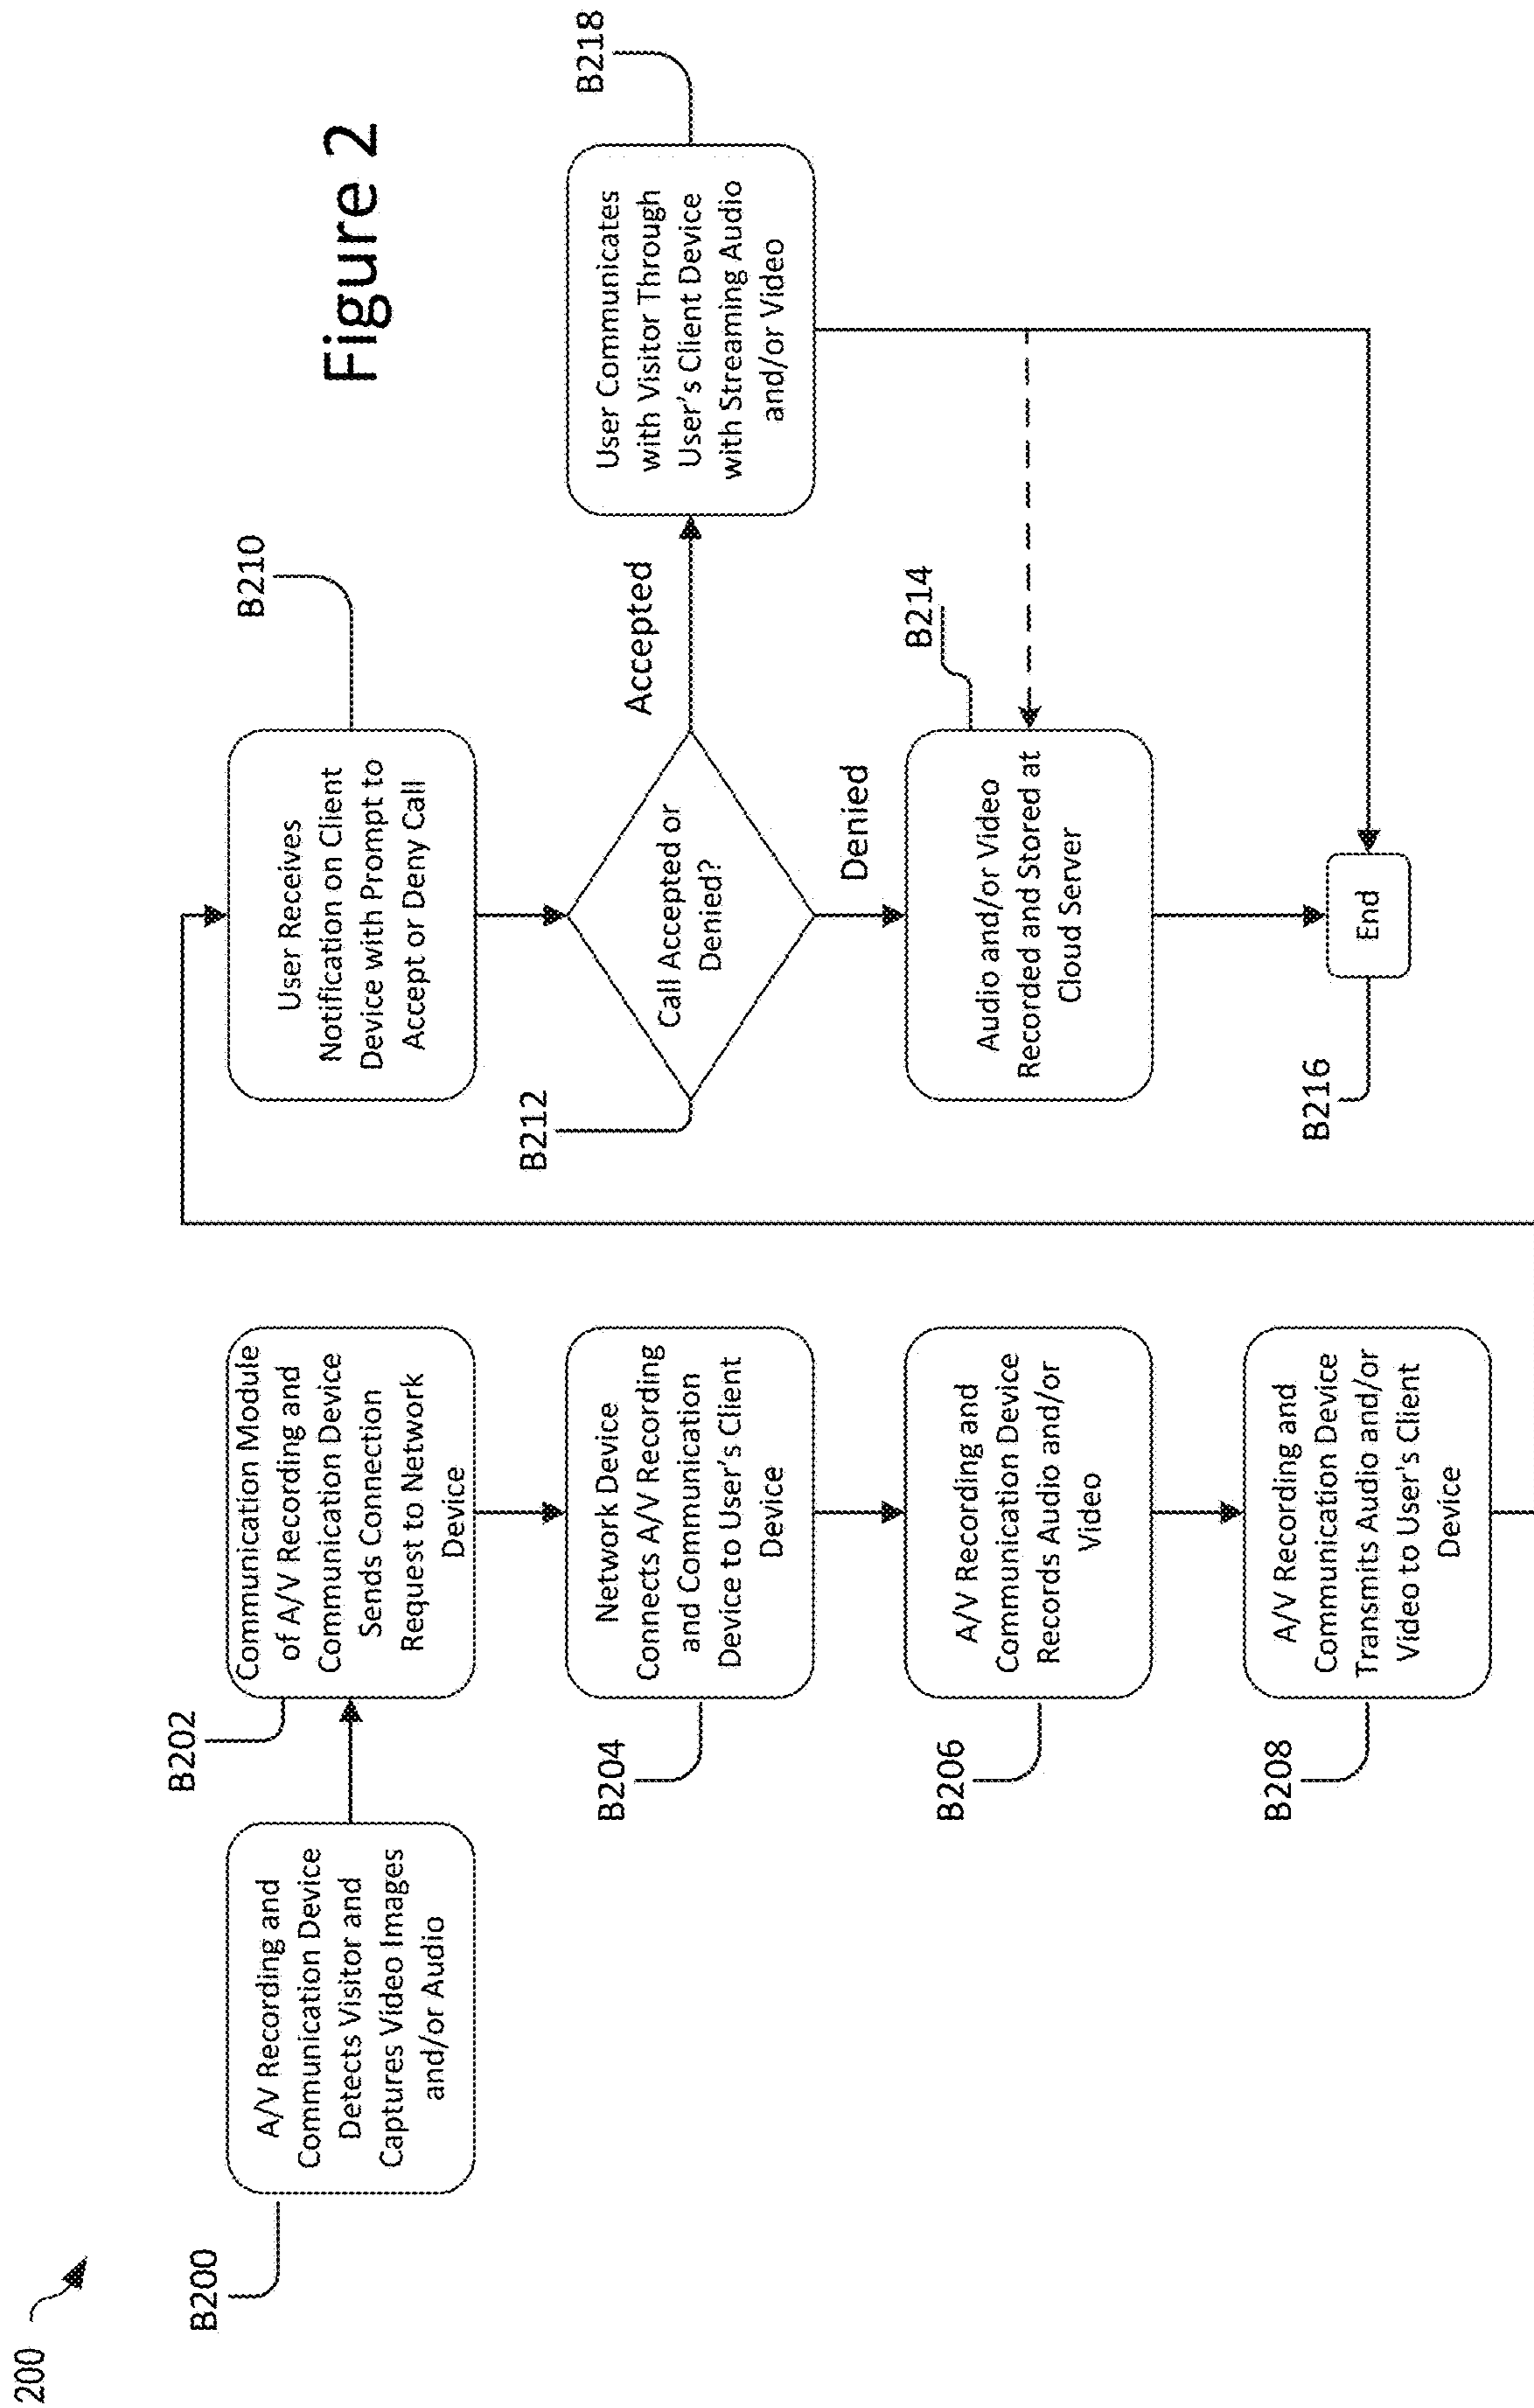 200
B200
A/V Recording and
Communication Device
Detects Visitor and
Captures Video Images
and/or Audio
B202
Communication Module
of A/V Recording and
Communication Device
Sends Connection
Request to Network
Device
B204
Network Device
Connects A/V Recording
and Communication
Device to User's Client
Device
B206
A/V Recording and
Communication Device
Records Audio and/or
Video
B208
A/V Recording and
Communication Device
Transmits Audio and/or
Video to User's Client
Device
B210
User Receives
Notification on Client
Device with Prompt to
Accept or Deny Call
B212
Call Accepted or
Denied?
Accepted
Denied
B214
Audio and/or Video
Recorded and Stored at
Cloud Server
B216
End
B218
User Communicates
with Visitor Through
User's Client Device
with Streaming Audio
and/or Video
Figure 2